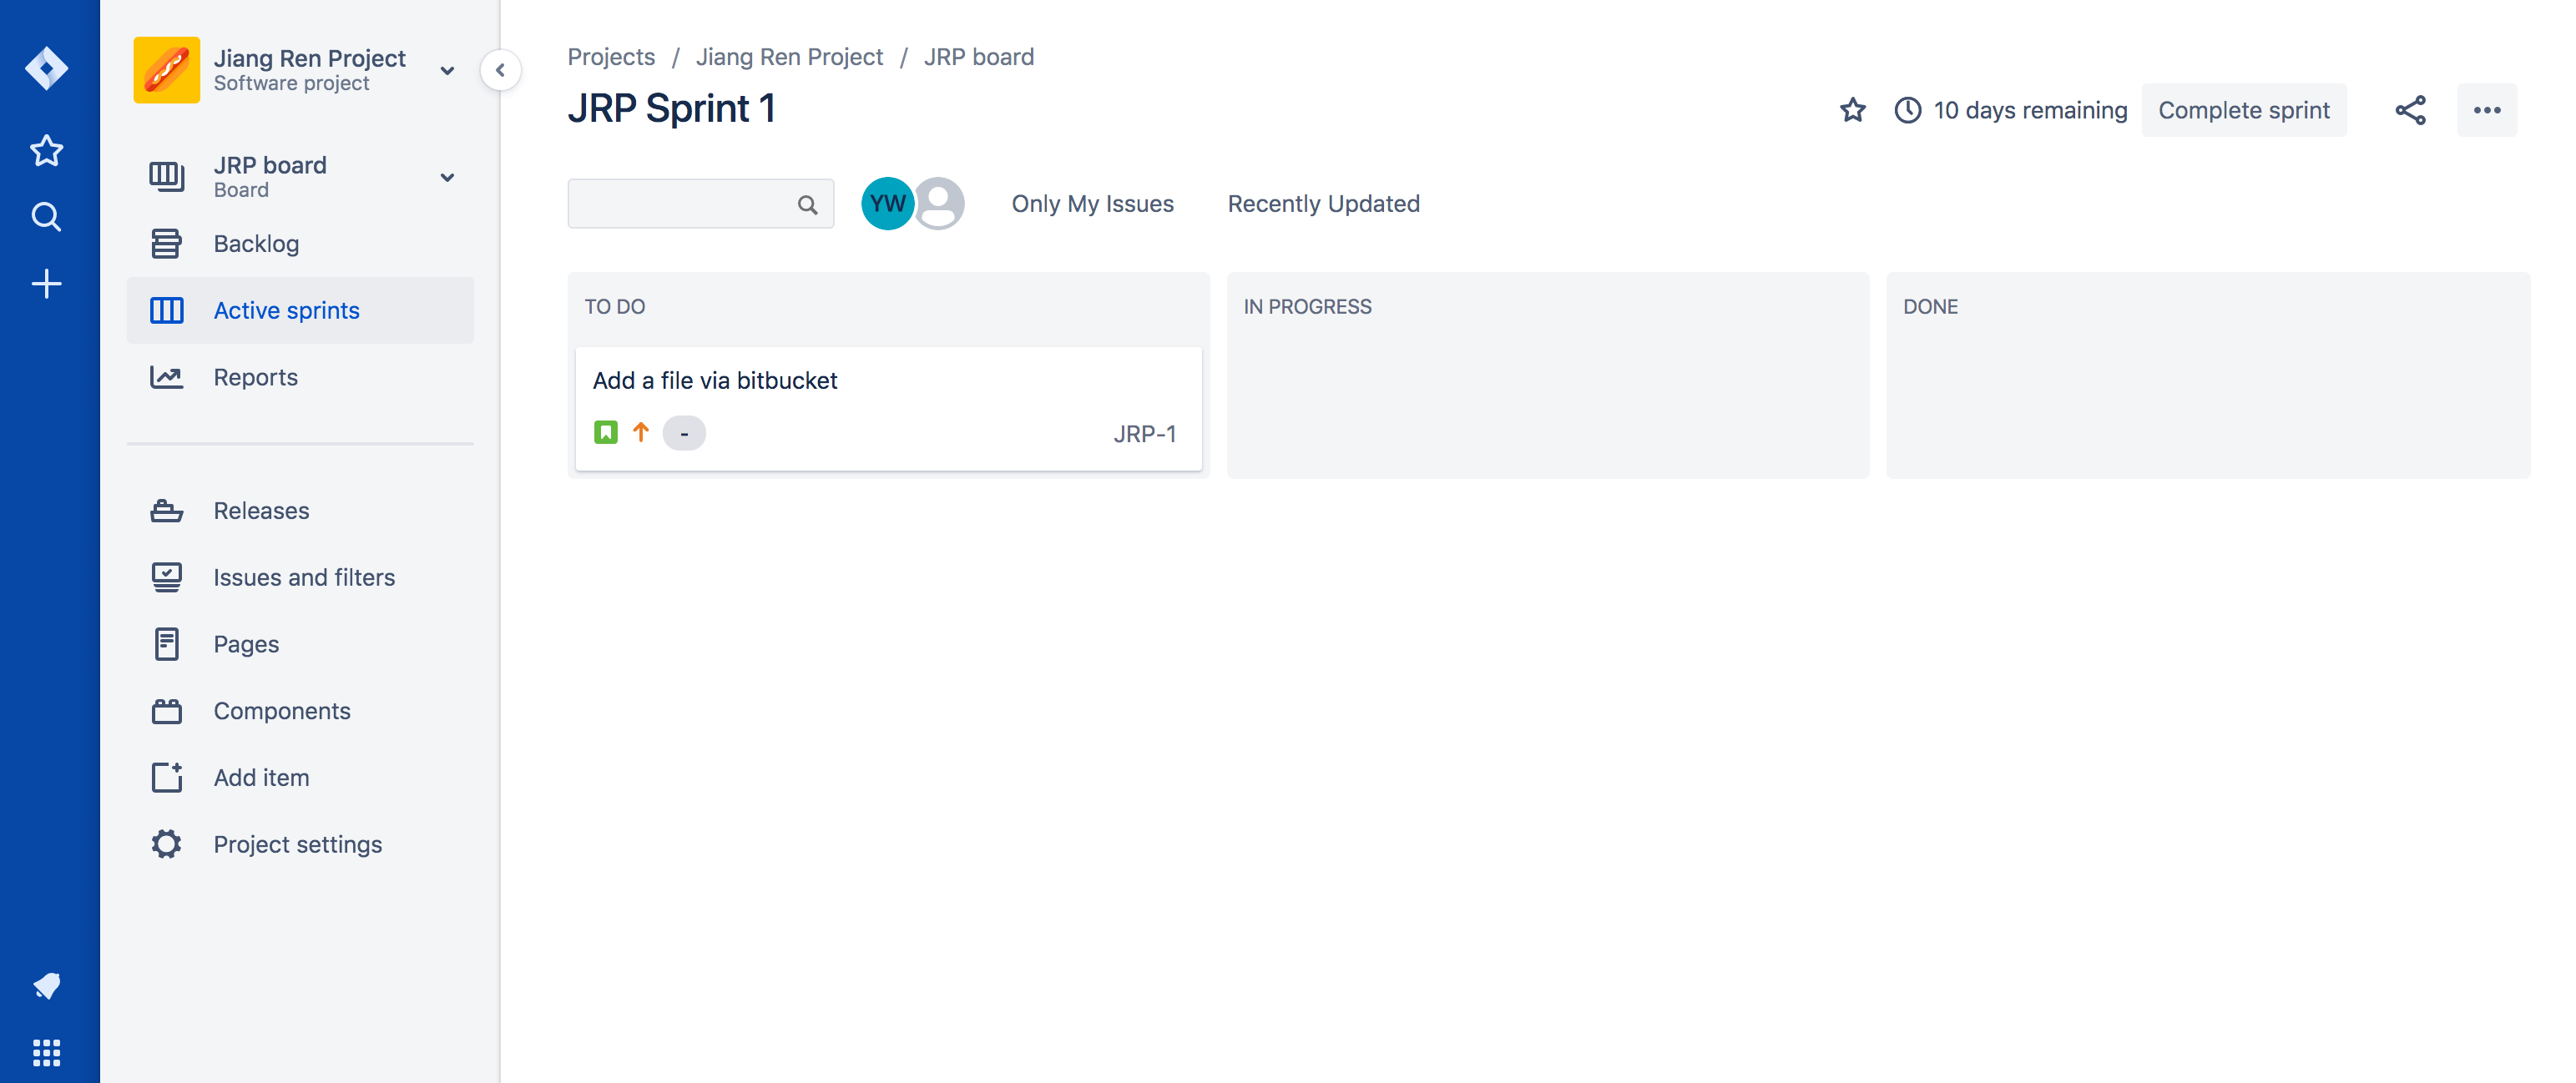 Jiang Ren Project
Software project
JRP board
Board
Backlog
Active sprints
Reports
Releases
Issues and filters
Pages
Components
Add item
Project settings
Projects / Jiang Ren Project / JRP board
JRP Sprint 1
10 days remaining
Complete sprint
YW
Only My Issues
Recently Updated
TO DO
Add a file via bitbucket
-
JRP-1
IN PROGRESS
DONE